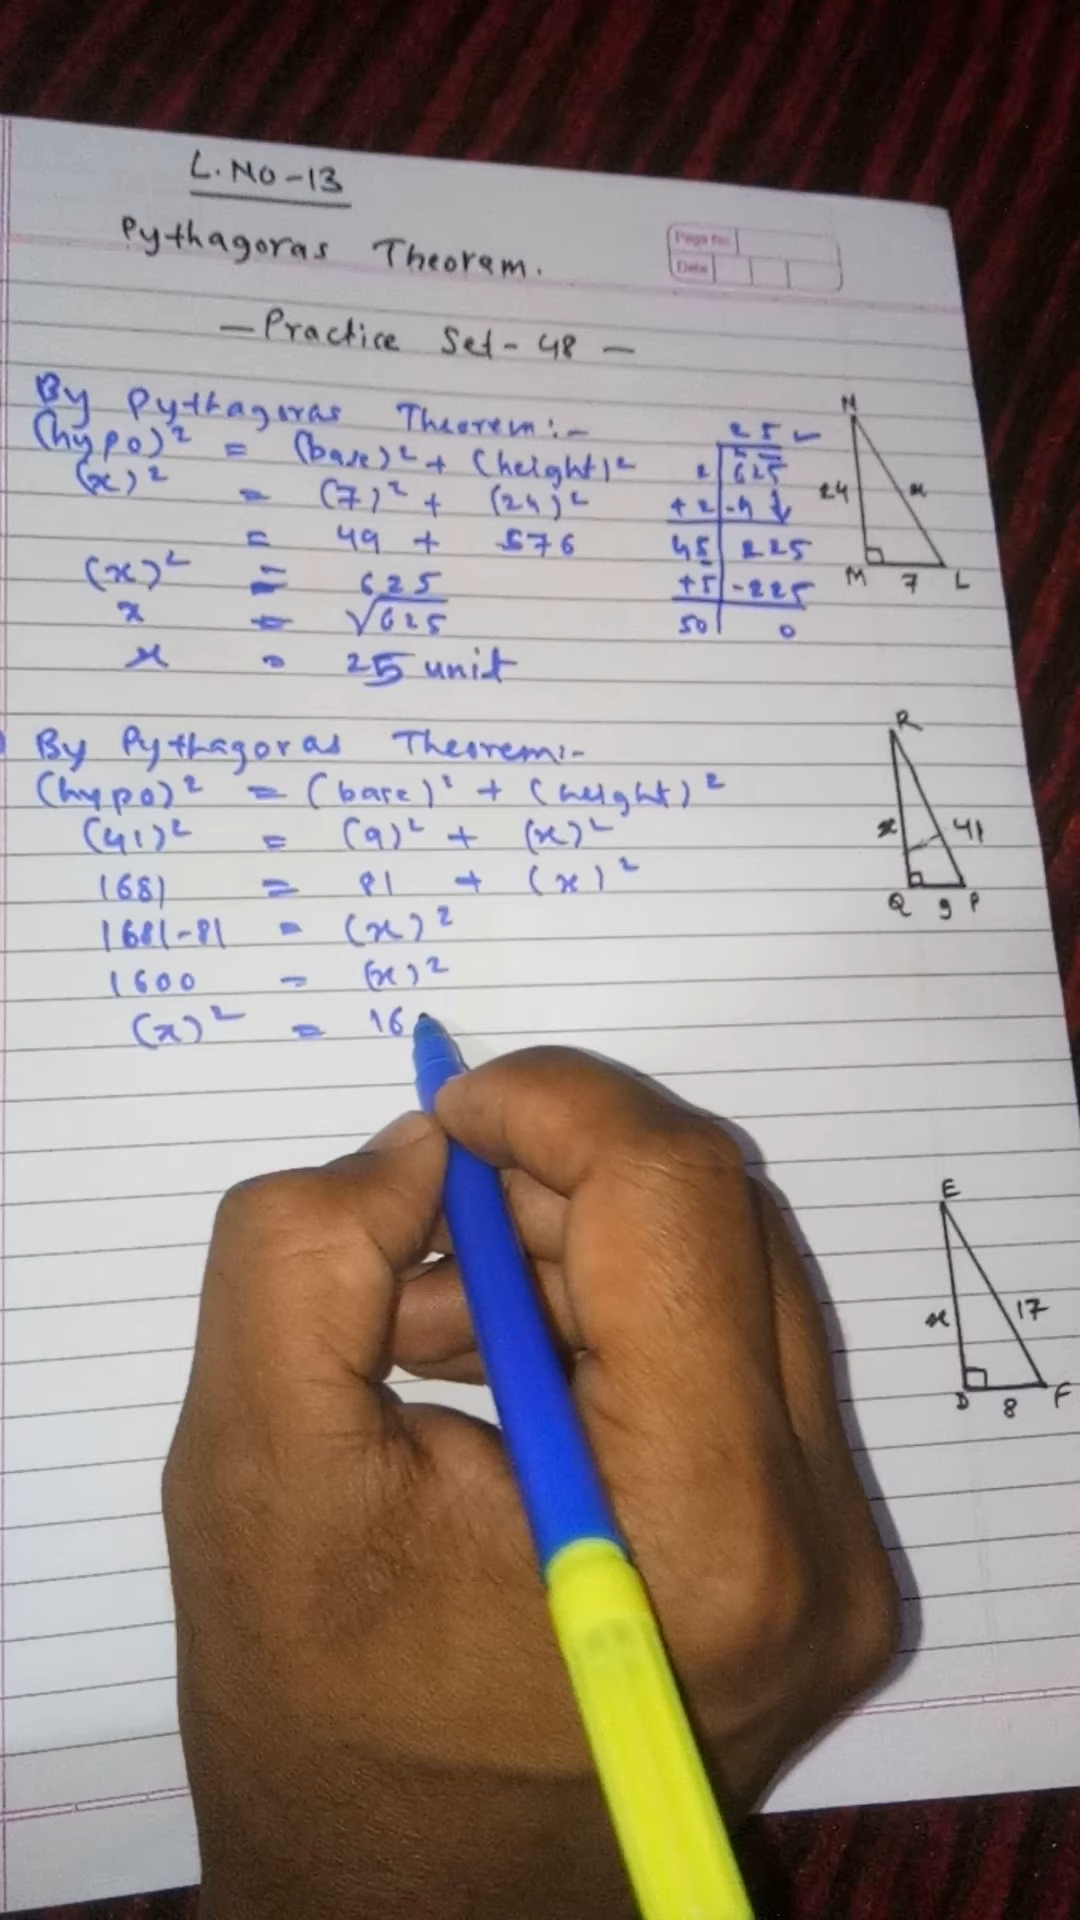 L.No-13
Pythagoras Theoram.
Page No.
Date
- Practice Set - 48 -
By Pythagoras Theorem:-
(hypo)² = (base)² + (height)²
(x)² = (7)² + (24)²
= 49 + 576
(x)² = 625
x = √625
x = 25 unit
25
2 625
+2 -4 ↓
45 225
+5 -225
50 0
24 x
M 7 L
By Pythagoras Theorem:-
(hypo)² = (base)² + (height)²
(41)² = (9)² + (x)²
1681 = 81 + (x)²
1681-81 = (x)²
1600 = (x)²
(x)² = 16
R
x 41
Q 9 P
E
x 17
D 8 F